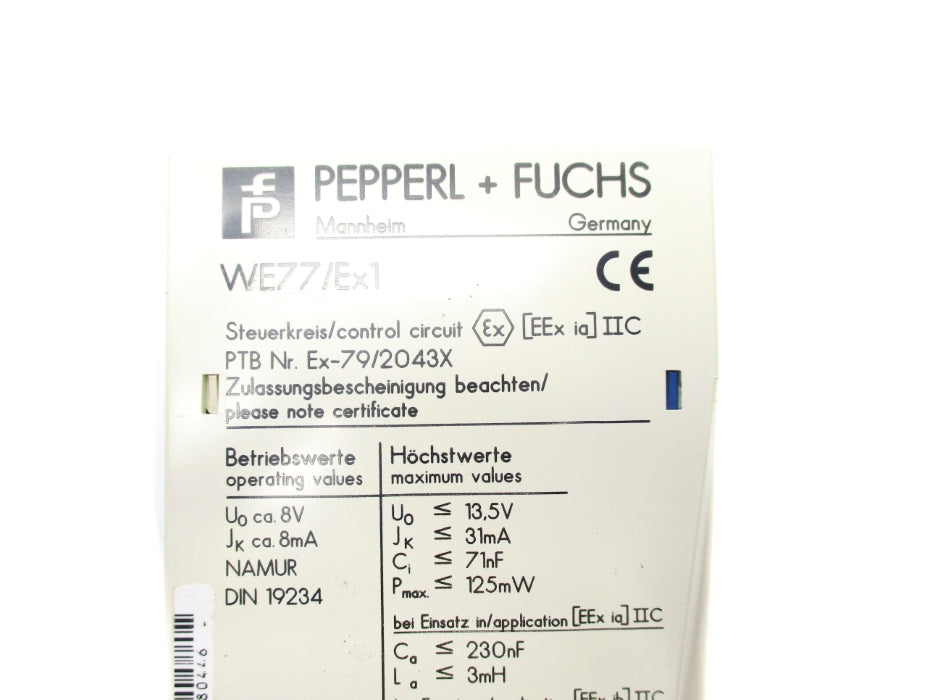 PEPPERL + FUCHS
Mannheim Germany
WE77/Ex1 CE
Steuerkreis/control circuit Ex [EEx ia] IIC
PTB Nr. Ex-79/2043X
Zulassungsbescheinigung beachten/
please note certificate
Betriebswerte
operating values
U₀ ca. 8V
Jₖ ca. 8mA
NAMUR
DIN 19234
Höchstwerte
maximum values
U₀ ≤ 13,5V
Jₖ ≤ 31mA
Cᵢ ≤ 71nF
Pmax. ≤ 125mW
bei Einsatz in/application [EEx ia] IIC
Ca ≤ 230nF
La ≤ 3mH
80446